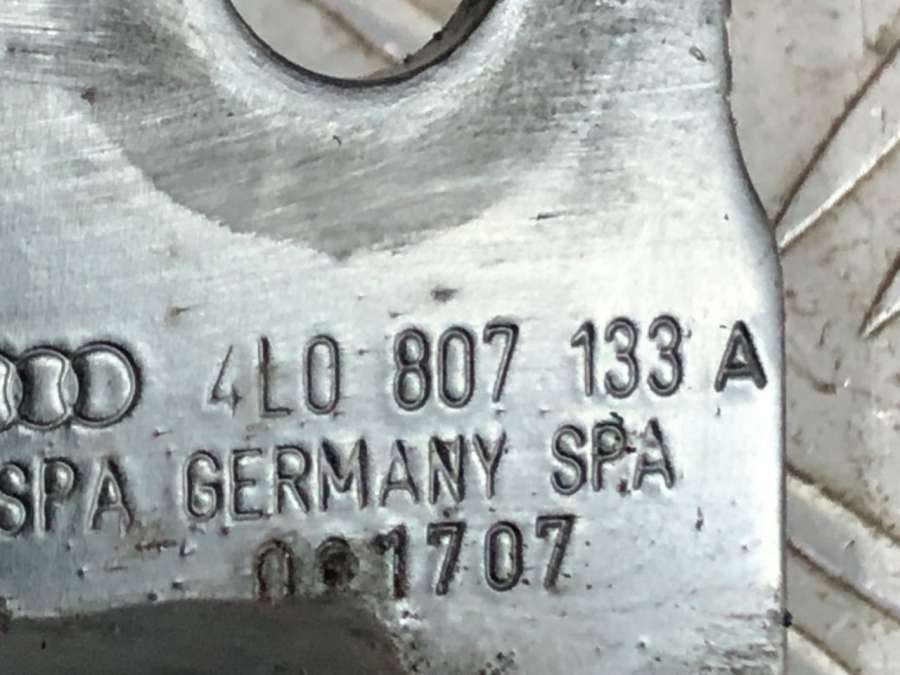 4L0 807 133 A
SPA GERMANY SPA